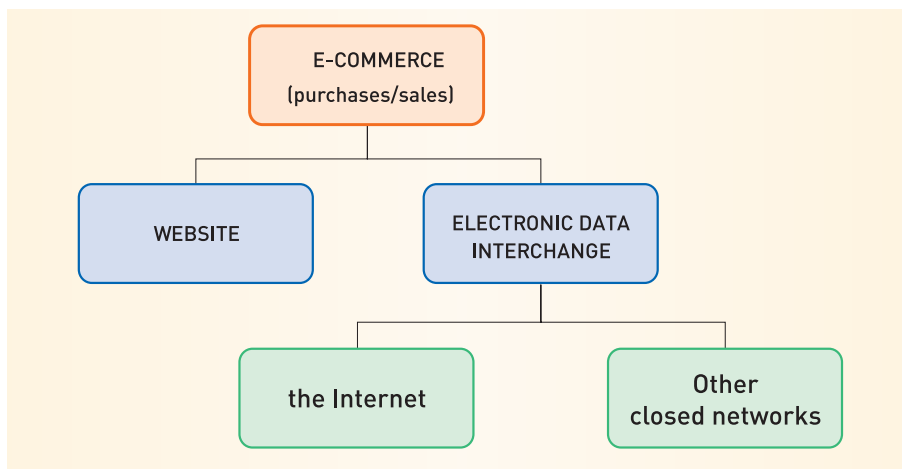 E-COMMERCE
(purchases/sales)
WEBSITE
ELECTRONIC DATA
INTERCHANGE
the Internet
Other
closed networks